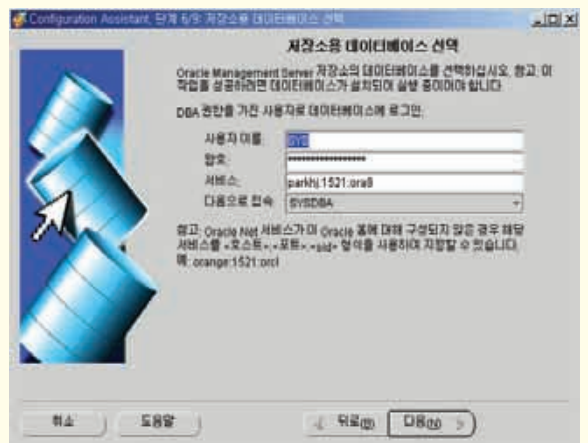 Configuration Assistant, 단계 6/9: 저장소용 데이터베이스 선택
저장소용 데이터베이스 선택
Oracle Management Server 저장소의 데이터베이스를 선택하십시오. 참고: 이
작업을 성공하려면 데이터베이스가 설치되어 실행 중이어야 합니다.
DBA 권한을 가진 사용자로 데이터베이스에 로그인:
사용자 이름: SYS
암호: *****************
서비스: parkhj:1521:ora9
다음으로 접속: SYSDBA
참고: Oracle Net 서비스가 이 Oracle 홈에 대해 구성되지 않은 경우 해당
서비스를 <호스트>:<포트>:<sid> 형식을 사용하여 지정할 수 있습니다.
예: orange:1521:orcl
취소 도움말 뒤로(B) 다음(N)